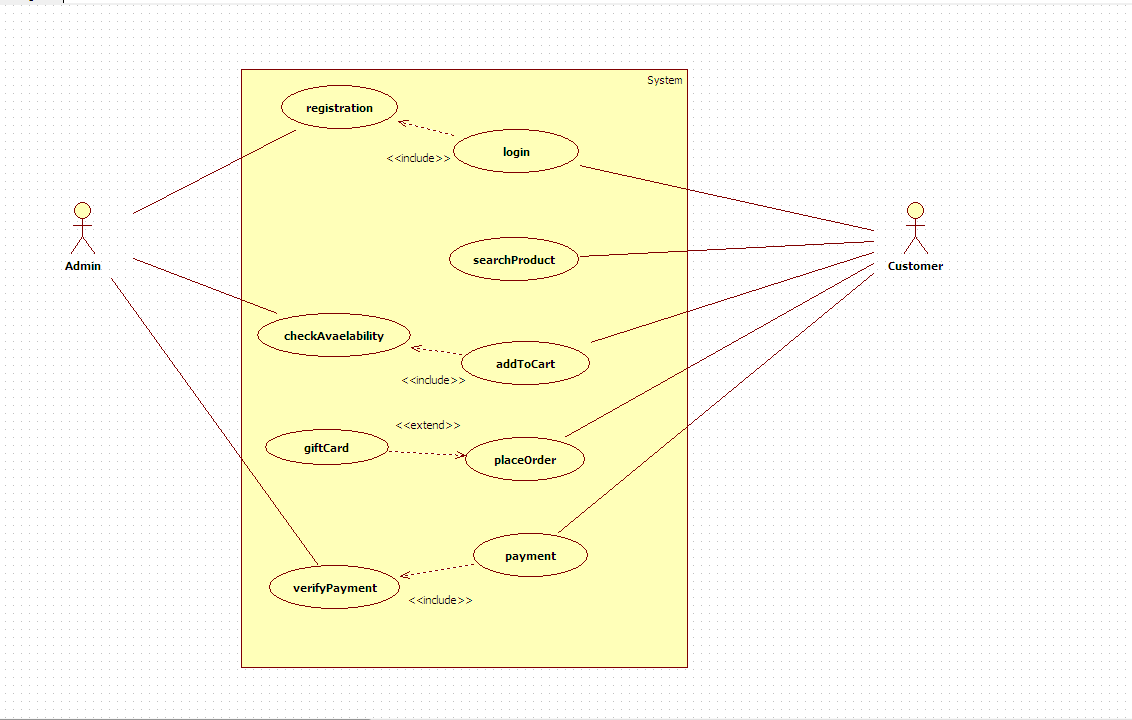 System
registration
login
<<include>>
searchProduct
Admin
Customer
checkAvaelability
addToCart
<<include>>
<<extend>>
giftCard
placeOrder
payment
verifyPayment
<<include>>